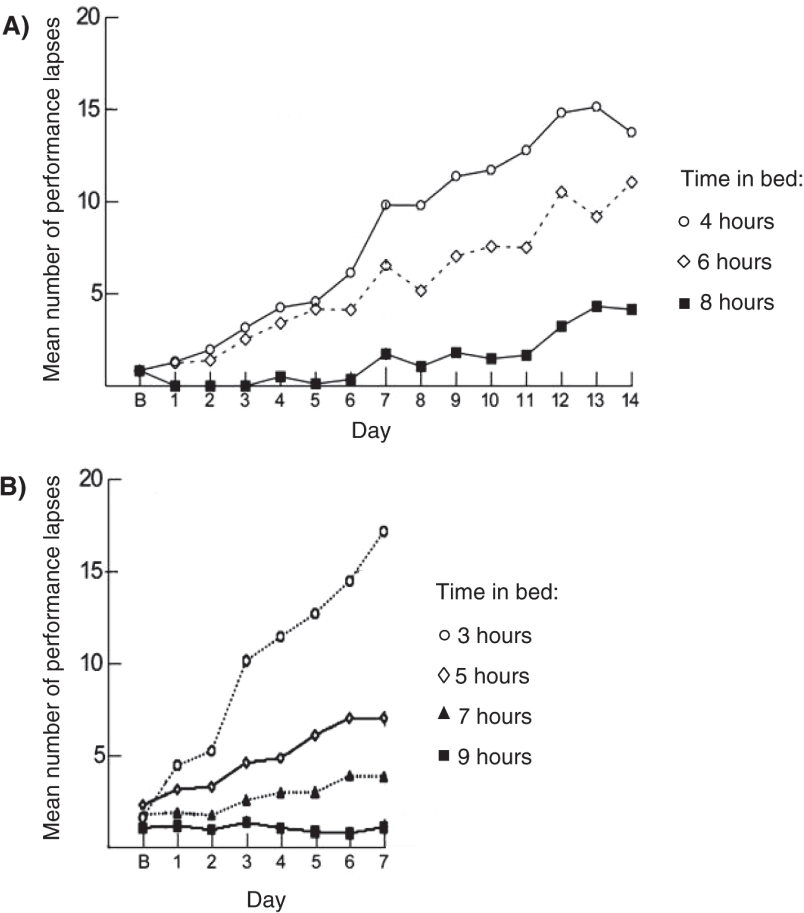 A)
Mean number of performance lapses
20
15
10
5
B 1 2 3 4 5 6 7 8 9 10 11 12 13 14
Day
Time in bed:
4 hours
6 hours
8 hours
B)
Mean number of performance lapses
20
15
10
5
B 1 2 3 4 5 6 7
Day
Time in bed:
3 hours
5 hours
7 hours
9 hours